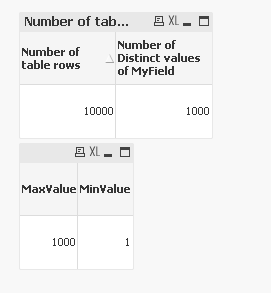 Number of tab... XL
Number of table rows
Number of Distinct values of MyField
10000 1000
XL
MaxValue MinValue
1000 1